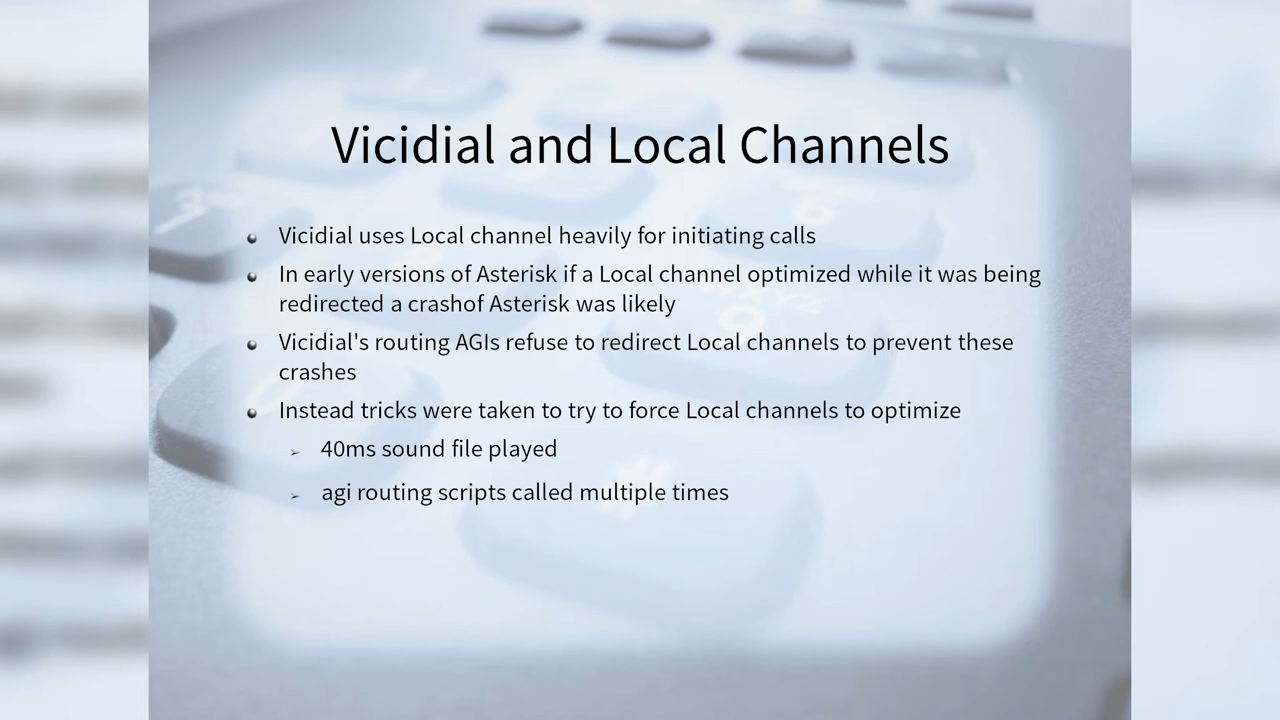 Vicidial and Local Channels
Vicidial uses Local channel heavily for initiating calls
In early versions of Asterisk if a Local channel optimized while it was being
redirected a crashof Asterisk was likely
Vicidial's routing AGIs refuse to redirect Local channels to prevent these
crashes
Instead tricks were taken to try to force Local channels to optimize
40ms sound file played
agi routing scripts called multiple times